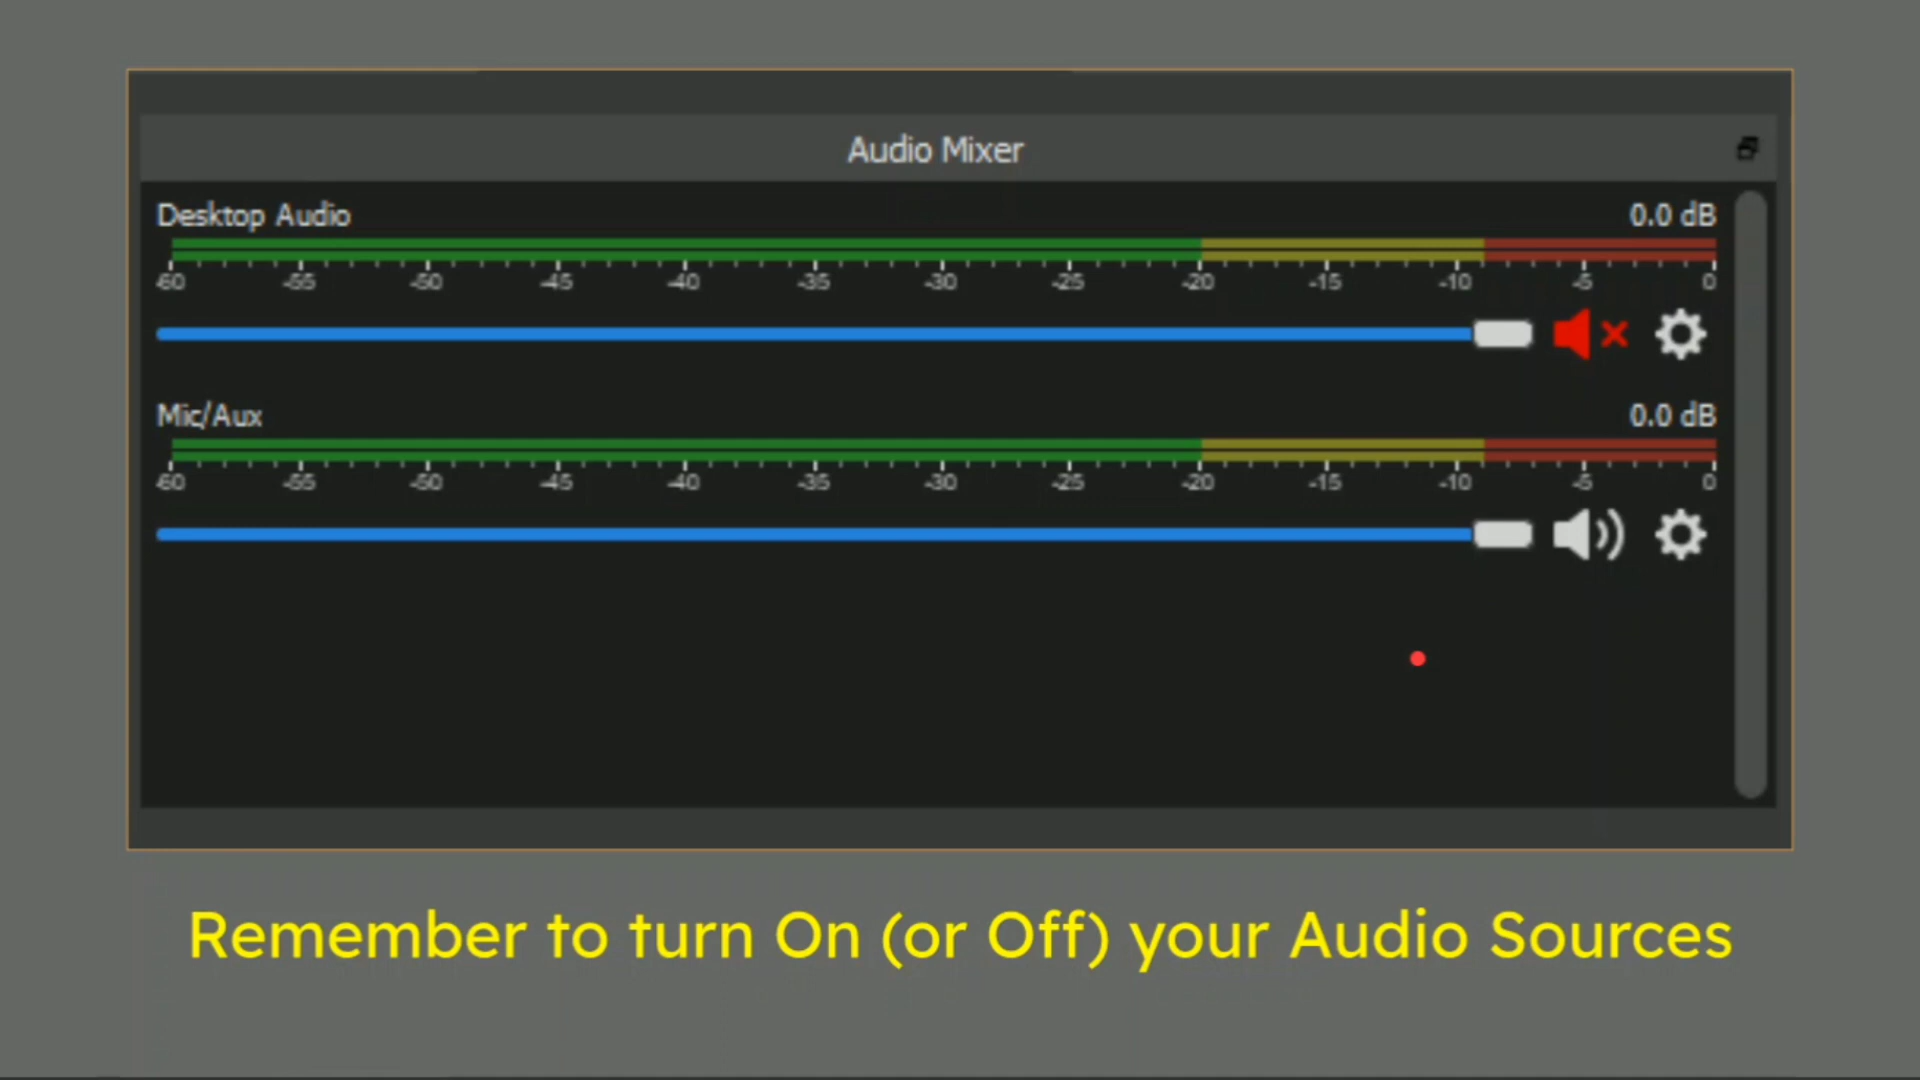 Audio Mixer
Desktop Audio 0.0 dB
-60 -55 -50 -45 -40 -35 -30 -25 -20 -15 -10 -5 0
Mic/Aux 0.0 dB
-60 -55 -50 -45 -40 -35 -30 -25 -20 -15 -10 -5 0
Remember to turn On (or Off) your Audio Sources